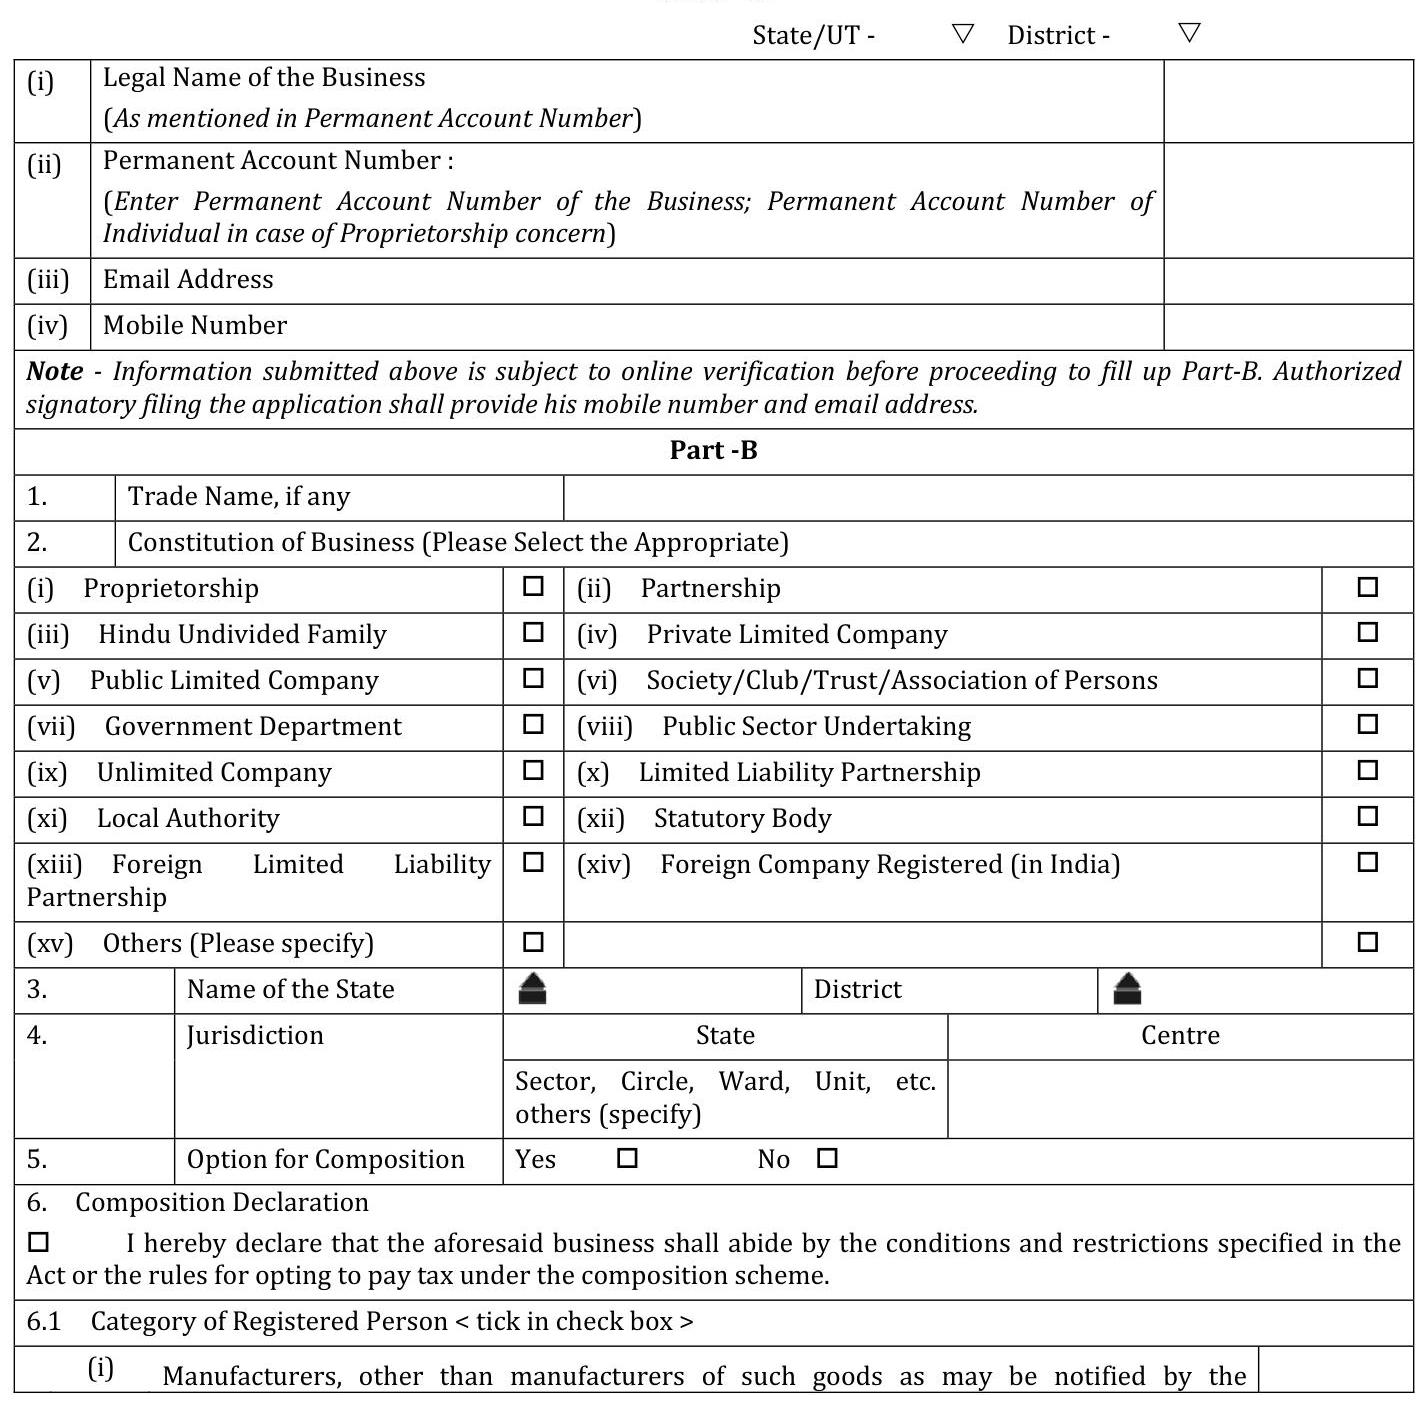 State/UT - ▽ District - ▽
(i) Legal Name of the Business
(As mentioned in Permanent Account Number)
(ii) Permanent Account Number :
(Enter Permanent Account Number of the Business; Permanent Account Number of
Individual in case of Proprietorship concern)
(iii) Email Address
(iv) Mobile Number
Note - Information submitted above is subject to online verification before proceeding to fill up Part-B. Authorized
signatory filing the application shall provide his mobile number and email address.
Part -B
1. Trade Name, if any
2. Constitution of Business (Please Select the Appropriate)
(i) Proprietorship ☐ (ii) Partnership ☐
(iii) Hindu Undivided Family ☐ (iv) Private Limited Company ☐
(v) Public Limited Company ☐ (vi) Society/Club/Trust/Association of Persons ☐
(vii) Government Department ☐ (viii) Public Sector Undertaking ☐
(ix) Unlimited Company ☐ (x) Limited Liability Partnership ☐
(xi) Local Authority ☐ (xii) Statutory Body ☐
(xiii) Foreign Limited Liability ☐ (xiv) Foreign Company Registered (in India) ☐
Partnership
(xv) Others (Please specify) ☐ ☐
3. Name of the State District
4. Jurisdiction State Centre
Sector, Circle, Ward, Unit, etc.
others (specify)
5. Option for Composition Yes ☐ No ☐
6. Composition Declaration
☐ I hereby declare that the aforesaid business shall abide by the conditions and restrictions specified in the
Act or the rules for opting to pay tax under the composition scheme.
6.1 Category of Registered Person < tick in check box >
(i) Manufacturers, other than manufacturers of such goods as may be notified by the